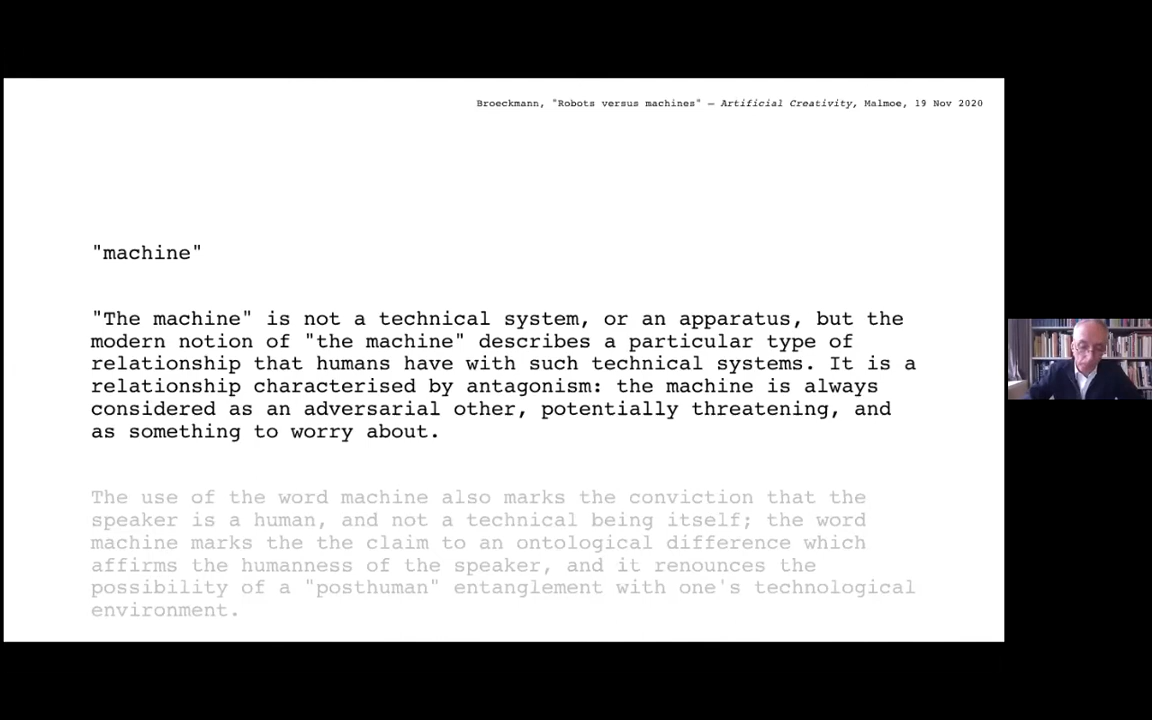 Broeckmann, "Robots versus machines" — Artificial Creativity, Malmoe, 19 Nov 2020
"machine"
"The machine" is not a technical system, or an apparatus, but the
modern notion of "the machine" describes a particular type of
relationship that humans have with such technical systems. It is a
relationship characterised by antagonism: the machine is always
considered as an adversarial other, potentially threatening, and
as something to worry about.
The use of the word machine also marks the conviction that the
speaker is a human, and not a technical being itself; the word
machine marks the the claim to an ontological difference which
affirms the humanness of the speaker, and it renounces the
possibility of a "posthuman" entanglement with one's technological
environment.